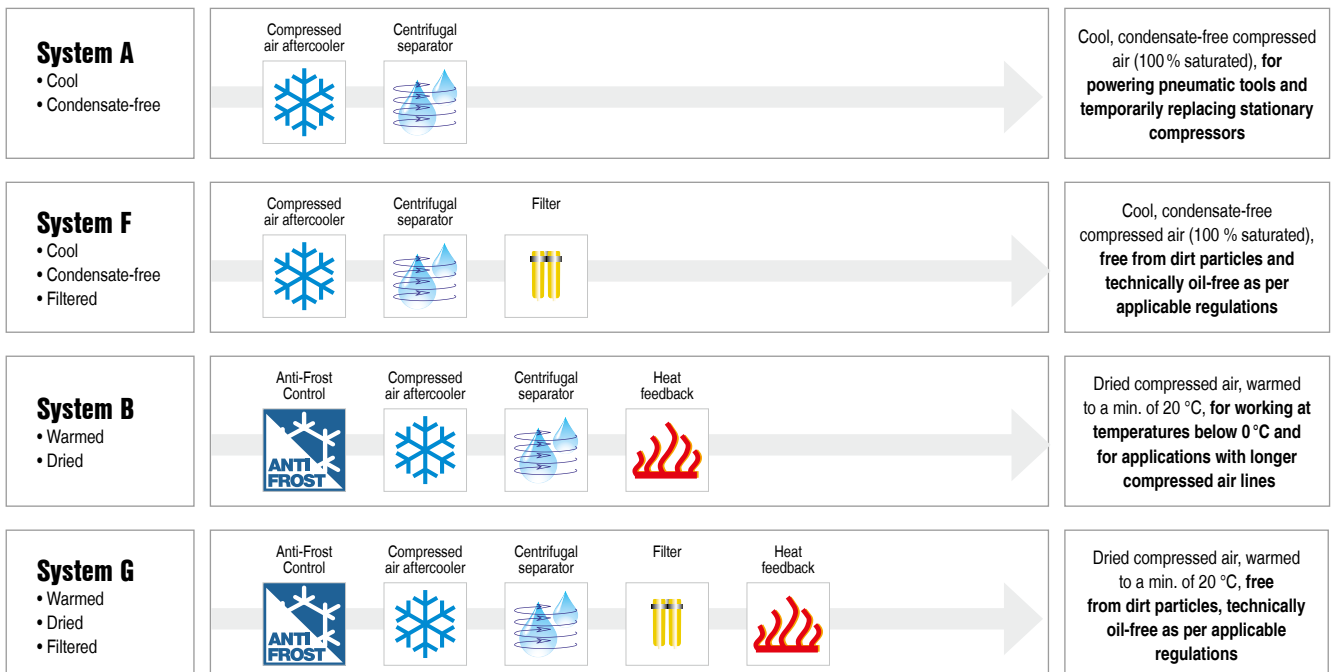 System A
• Cool
• Condensate-free
Compressed
air aftercooler
Centrifugal
separator
Cool, condensate-free compressed
air (100 % saturated), for
powering pneumatic tools and
temporarily replacing stationary
compressors
System F
• Cool
• Condensate-free
• Filtered
Compressed
air aftercooler
Centrifugal
separator
Filter
Cool, condensate-free
compressed air (100 % saturated),
free from dirt particles and
technically oil-free as per
applicable regulations
System B
• Warmed
• Dried
Anti-Frost
Control
ANTI
FROST
Compressed
air aftercooler
Centrifugal
separator
Heat
feedback
Dried compressed air, warmed
to a min. of 20 °C, for working at
temperatures below 0 °C and
for applications with longer
compressed air lines
System G
• Warmed
• Dried
• Filtered
Anti-Frost
Control
ANTI
FROST
Compressed
air aftercooler
Centrifugal
separator
Filter
Heat
feedback
Dried compressed air, warmed
to a min. of 20 °C, free
from dirt particles, technically
oil-free as per applicable
regulations